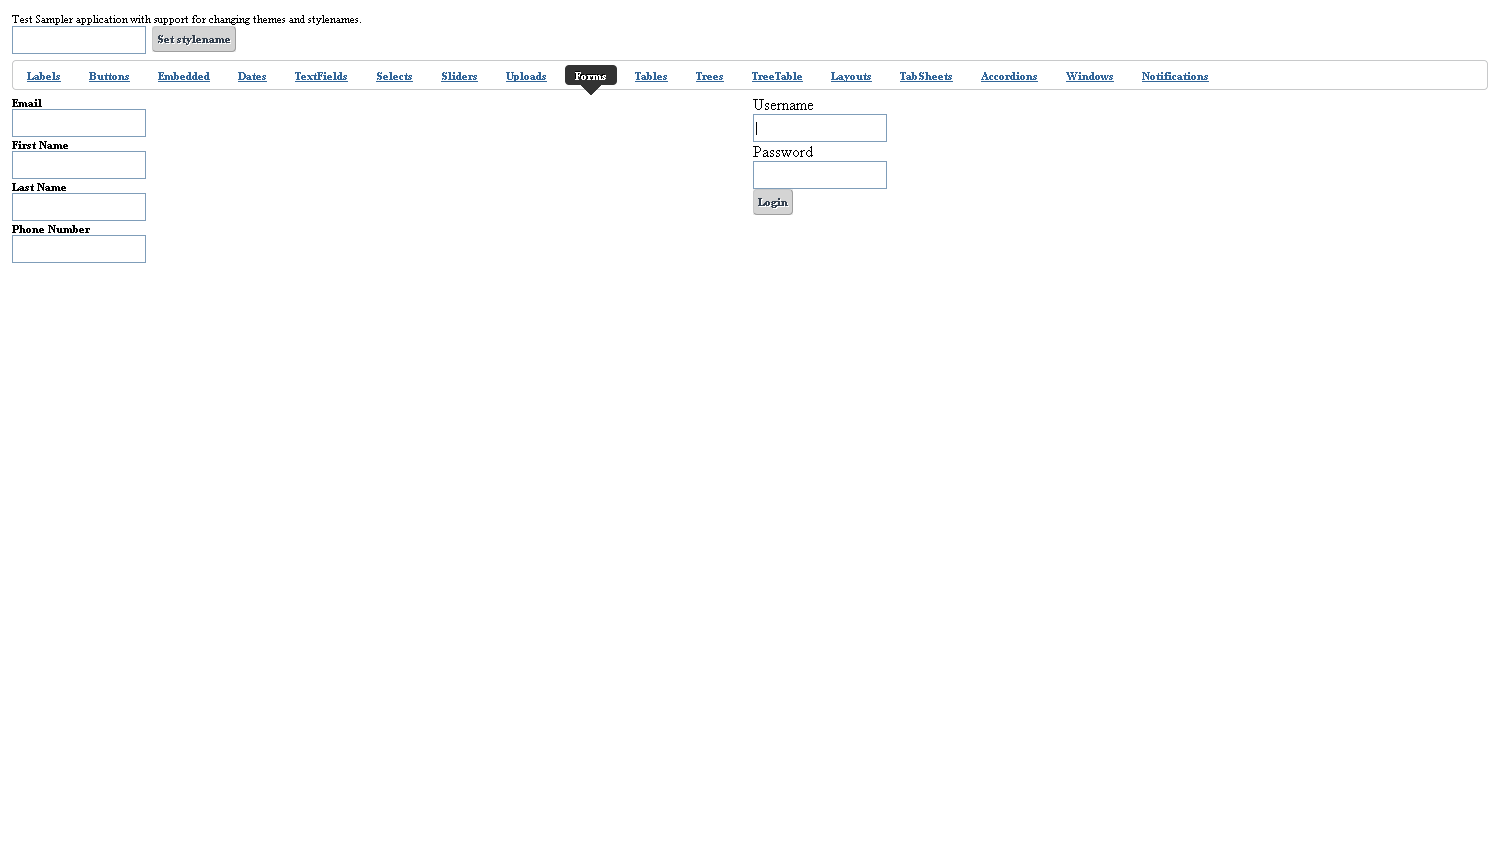 Test Sampler application with support for changing themes and stylenames.
Set stylename
Labels Buttons Embedded Dates TextFields Selects Sliders Uploads Forms Tables Trees TreeTable Layouts TabSheets Accordions Windows Notifications
Email
First Name
Last Name
Phone Number
Username
Password
Login